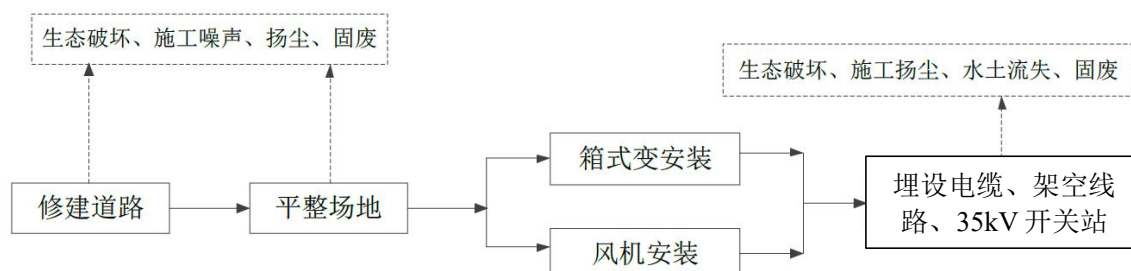 生态破坏、施工噪声、扬尘、固废
生态破坏、施工扬尘、水土流失、固废
修建道路
平整场地
箱式变安装
风机安装
埋设电缆、架空线
路、35kV 开关站